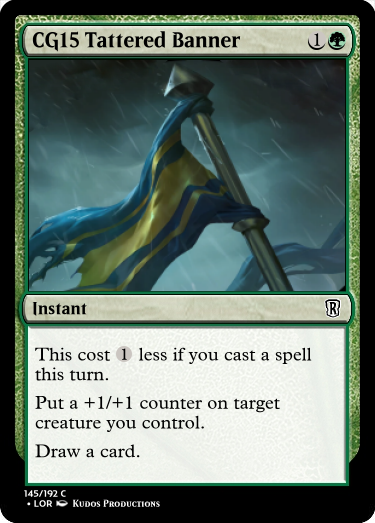 CG15 Tattered Banner 1
Instant R
This cost 1 less if you cast a spell
this turn.
Put a +1/+1 counter on target
creature you control.
Draw a card.
145/192 C
• LOR Kudos Productions